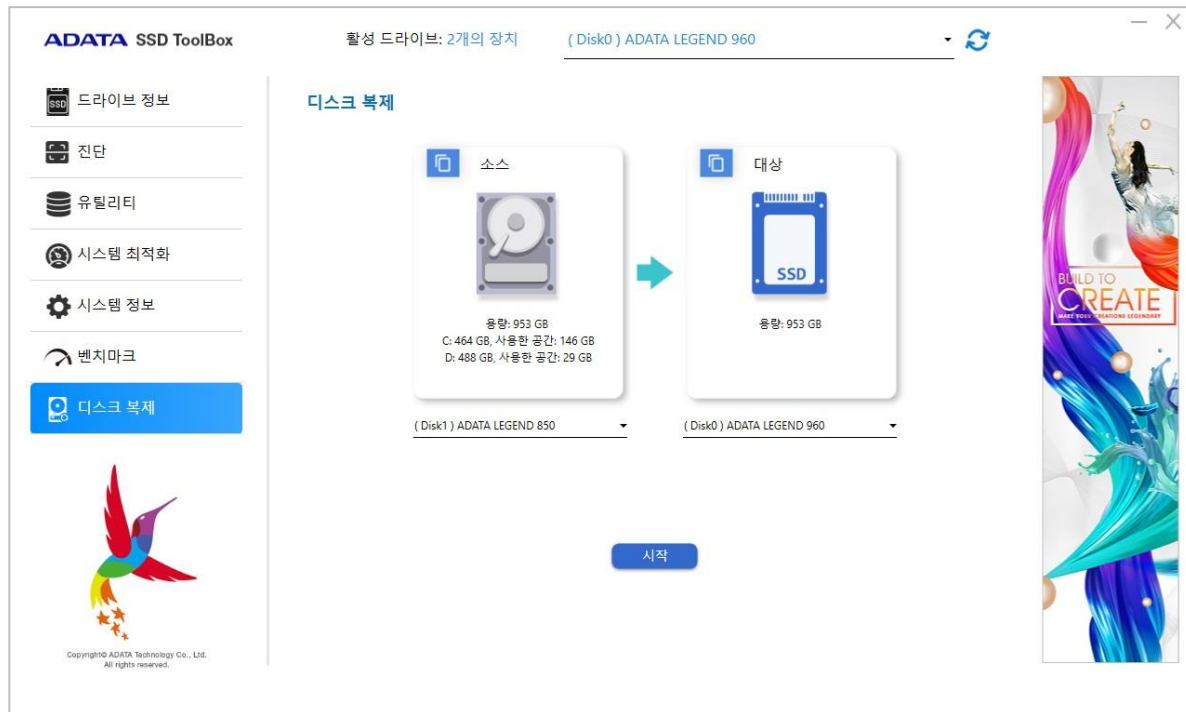 ADATA SSD ToolBox
활성 드라이브: 2개의 장치
( Disk0 ) ADATA LEGEND 960
SSD
드라이브 정보
진단
유틸리티
시스템 최적화
시스템 정보
벤치마크
디스크 복제
Copyright© ADATA Technology Co., Ltd.
All rights reserved.
디스크 복제
소스
용량: 953 GB
C: 464 GB, 사용한 공간: 146 GB
D: 488 GB, 사용한 공간: 29 GB
( Disk1 ) ADATA LEGEND 850
대상
SSD
용량: 953 GB
( Disk0 ) ADATA LEGEND 960
시작
BUILD TO
CREATE
MAKE YOUR CREATIONS LEGENDARY